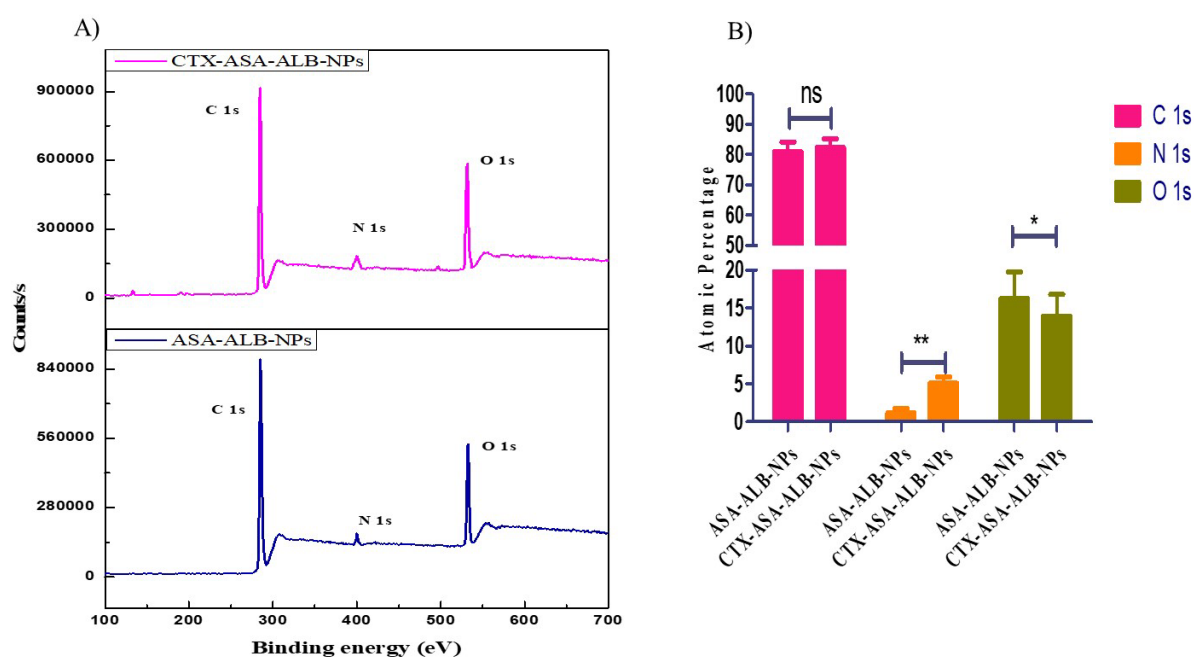 A)
CTX-ASA-ALB-NPs
900000
600000
300000
0
C 1s
N 1s
O 1s
ASA-ALB-NPs
840000
560000
280000
0
C 1s
N 1s
O 1s
Counts/s
100 200 300 400 500 600 700
Binding energy (eV)
B)
Atomic Percentage
100
90
80
70
60
50
20
15
10
5
0
ns
**
*
C 1s
N 1s
O 1s
ASA-ALB-NPs
CTX-ASA-ALB-NPs
ASA-ALB-NPs
CTX-ASA-ALB-NPs
ASA-ALB-NPs
CTX-ASA-ALB-NPs